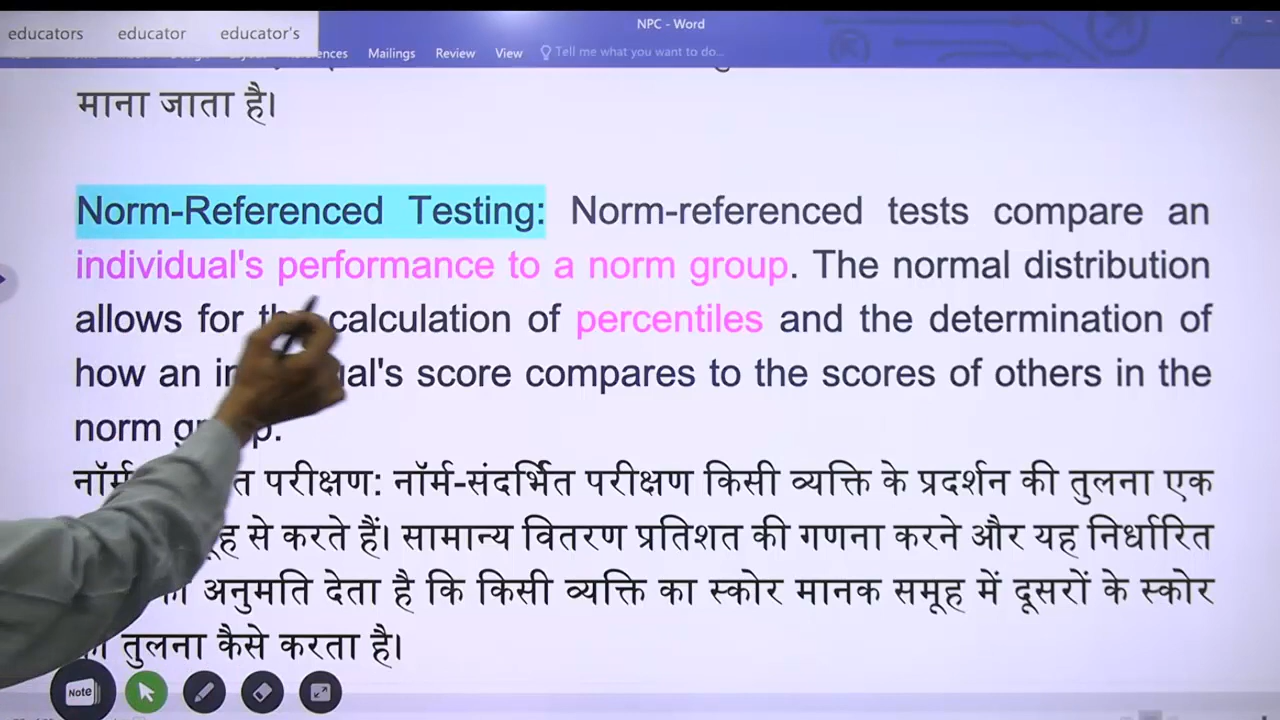 educators educator educator's
NPC - Word
Mailings Review View Tell me what you want to do...
माना जाता है।
Norm-Referenced Testing: Norm-referenced tests compare an
individual's performance to a norm group. The normal distribution
allows for calculation of percentiles and the determination of
how an score compares to the scores of others in the
norm
परीक्षण: नॉर्म-संदर्भित परीक्षण किसी व्यक्ति के प्रदर्शन की तुलना एक
से करते हैं। सामान्य वितरण प्रतिशत की गणना करने और यह निर्धारित
अनुमति देता है कि किसी व्यक्ति का स्कोर मानक समूह में दूसरों के स्कोर
तुलना कैसे करता है।
Note